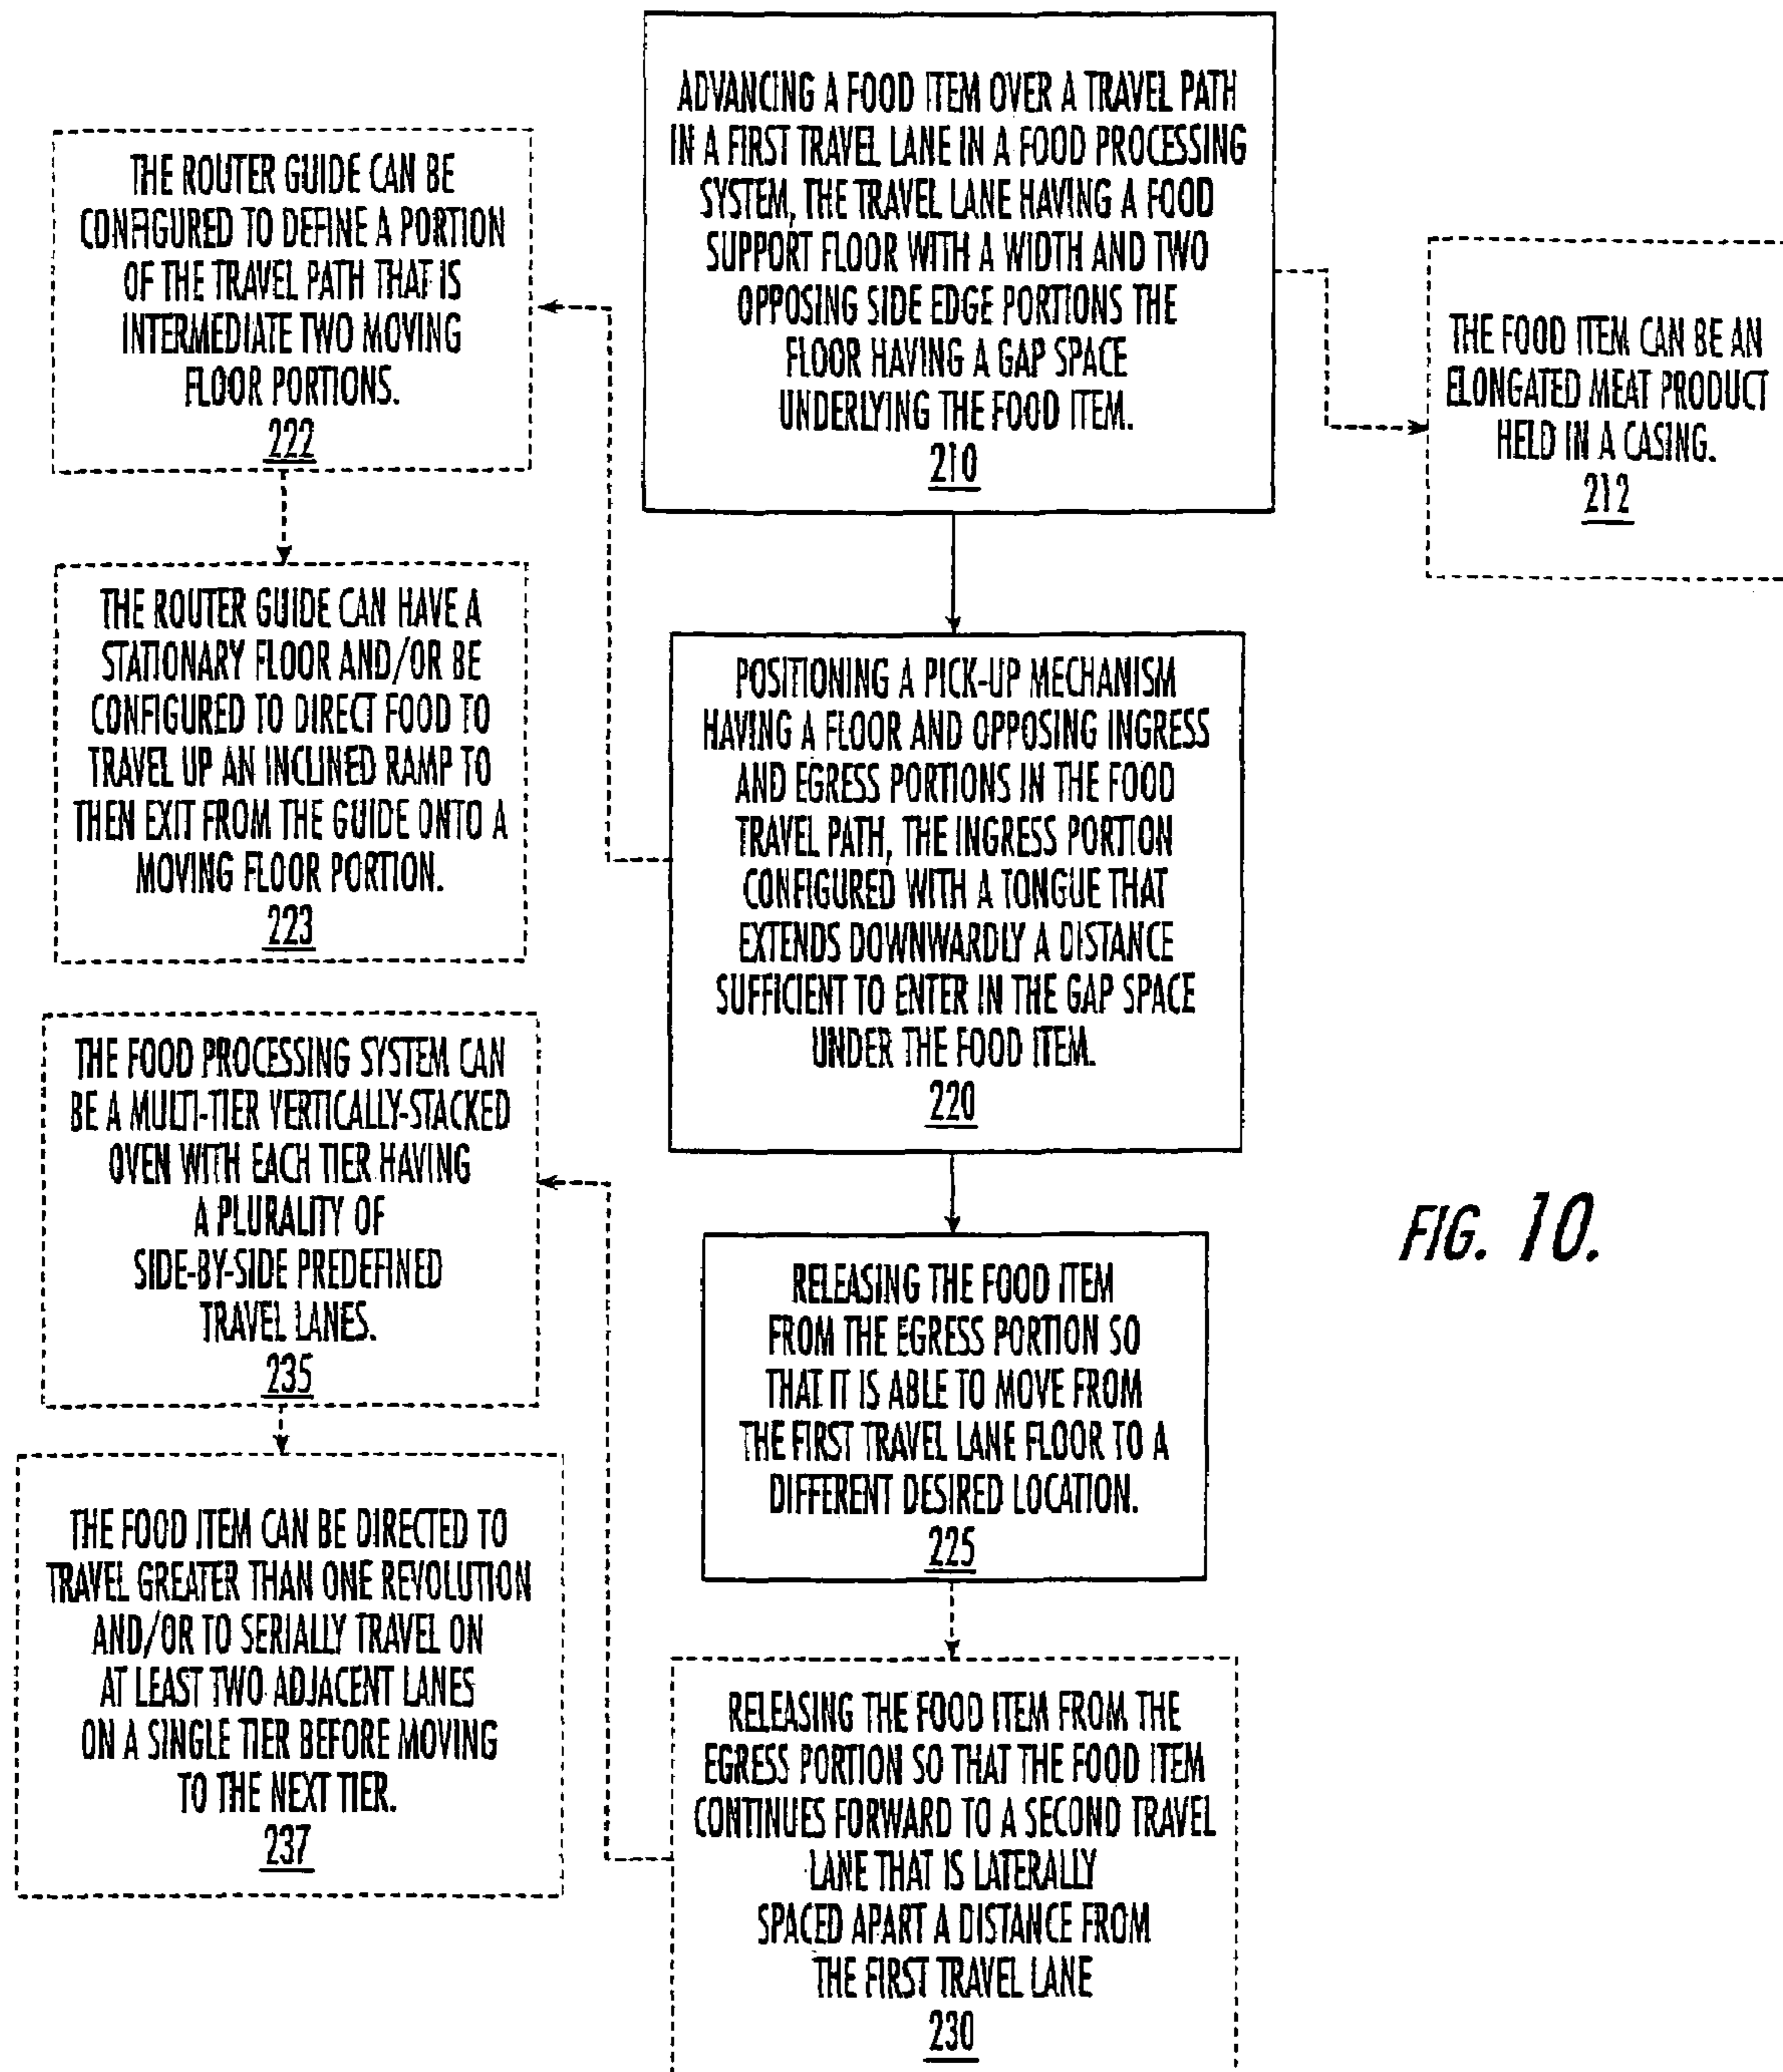 ADVANCING A FOOD ITEM OVER A TRAVEL PATH
IN A FIRST TRAVEL LANE IN A FOOD PROCESSING
SYSTEM, THE TRAVEL LANE HAVING A FOOD
SUPPORT FLOOR WITH A WIDTH AND TWO
OPPOSING SIDE EDGE PORTIONS THE
FLOOR HAVING A GAP SPACE
UNDERLYING THE FOOD ITEM.
210
THE FOOD ITEM CAN BE AN
ELONGATED MEAT PRODUCT
HELD IN A CASING.
212
POSITIONING A PICK-UP MECHANISM
HAVING A FLOOR AND OPPOSING INGRESS
AND EGRESS PORTIONS IN THE FOOD
TRAVEL PATH, THE INGRESS PORTION
CONFIGURED WITH A TONGUE THAT
EXTENDS DOWNWARDLY A DISTANCE
SUFFICIENT TO ENTER IN THE GAP SPACE
UNDER THE FOOD ITEM.
220
THE ROUTER GUIDE CAN BE
CONFIGURED TO DEFINE A PORTION
OF THE TRAVEL PATH THAT IS
INTERMEDIATE TWO MOVING
FLOOR PORTIONS.
222
THE ROUTER GUIDE CAN HAVE A
STATIONARY FLOOR AND/OR BE
CONFIGURED TO DIRECT FOOD TO
TRAVEL UP AN INCLINED RAMP TO
THEN EXIT FROM THE GUIDE ONTO A
MOVING FLOOR PORTION.
223
RELEASING THE FOOD ITEM
FROM THE EGRESS PORTION SO
THAT IT IS ABLE TO MOVE FROM
THE FIRST TRAVEL LANE FLOOR TO A
DIFFERENT DESIRED LOCATION.
225
RELEASING THE FOOD ITEM FROM THE
EGRESS PORTION SO THAT THE FOOD ITEM
CONTINUES FORWARD TO A SECOND TRAVEL
LANE THAT IS LATERALLY
SPACED APART A DISTANCE FROM
THE FIRST TRAVEL LANE
230
THE FOOD PROCESSING SYSTEM CAN
BE A MULTI-TIER VERTICALLY-STACKED
OVEN WITH EACH TIER HAVING
A PLURALITY OF
SIDE-BY-SIDE PREDEFINED
TRAVEL LANES.
235
THE FOOD ITEM CAN BE DIRECTED TO
TRAVEL GREATER THAN ONE REVOLUTION
AND/OR TO SERIALLY TRAVEL ON
AT LEAST TWO ADJACENT LANES
ON A SINGLE TIER BEFORE MOVING
TO THE NEXT TIER.
237
FIG. 10.